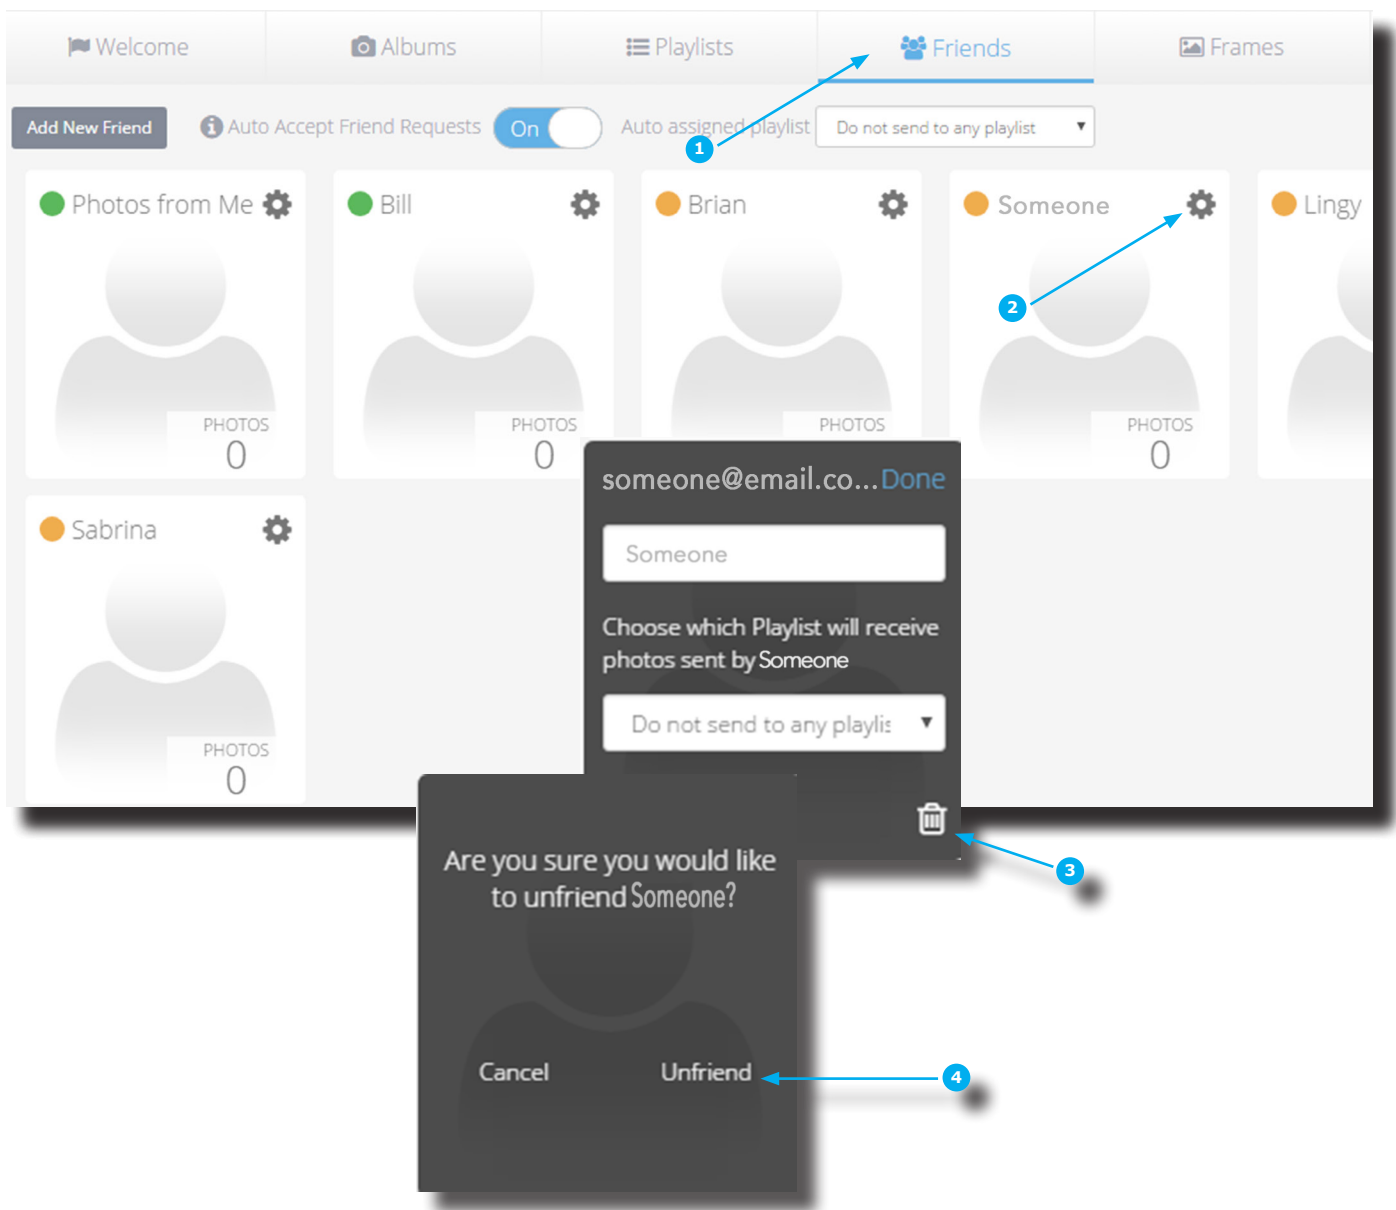 Welcome
Albums
Playlists
Friends
Frames
Add New Friend
Auto Accept Friend Requests
On
Auto assigned playlist
Do not send to any playlist
1
Photos from Me
Bill
Brian
Someone
Lingy
2
PHOTOS
0
PHOTOS
0
PHOTOS
PHOTOS
0
Sabrina
PHOTOS
0
someone@email.co...
Done
Someone
Choose which Playlist will receive
photos sent by Someone
Do not send to any playlis
3
Are you sure you would like
to unfriend Someone?
Cancel
Unfriend
4